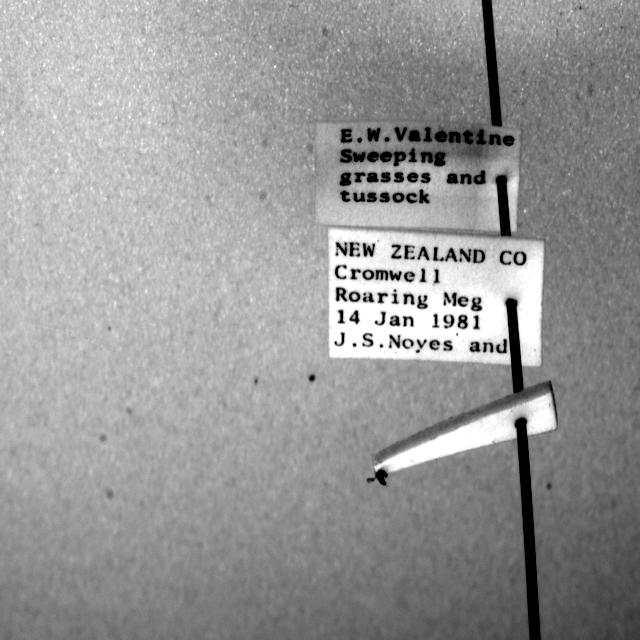 E.W.Valentine
Sweeping
grasses and
tussock
NEW ZEALAND CO
Cromwell
Roaring Meg
14 Jan 1981
J.S.Noyes and